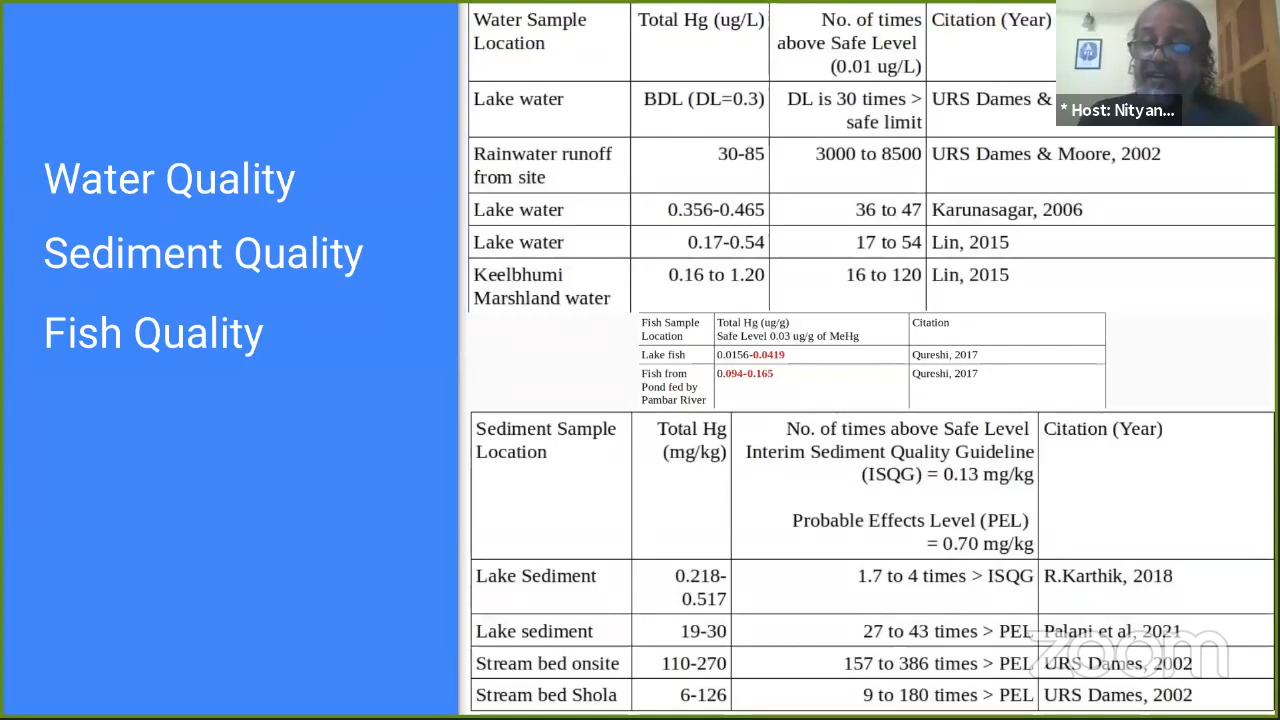 Water Quality
Sediment Quality
Fish Quality
Water Sample Location | Total Hg (ug/L) | No. of times above Safe Level (0.01 ug/L) | Citation (Year)
Lake water | BDL (DL=0.3) | DL is 30 times > safe limit | URS Dames &
Rainwater runoff from site | 30-85 | 3000 to 8500 | URS Dames & Moore, 2002
Lake water | 0.356-0.465 | 36 to 47 | Karunasagar, 2006
Lake water | 0.17-0.54 | 17 to 54 | Lin, 2015
Keelbhumi Marshland water | 0.16 to 1.20 | 16 to 120 | Lin, 2015
Fish Sample Location | Total Hg (ug/g) Safe Level 0.03 ug/g of MeHg | Citation
Lake fish | 0.0156-0.0419 | Qureshi, 2017
Fish from Pond fed by Pambar River | 0.094-0.165 | Qureshi, 2017
Sediment Sample Location | Total Hg (mg/kg) | No. of times above Safe Level Interim Sediment Quality Guideline (ISQG) = 0.13 mg/kg Probable Effects Level (PEL) = 0.70 mg/kg | Citation (Year)
Lake Sediment | 0.218-0.517 | 1.7 to 4 times > ISQG | R.Karthik, 2018
Lake sediment | 19-30 | 27 to 43 times > PEL | Palani et al, 2021
Stream bed onsite | 110-270 | 157 to 386 times > PEL | URS Dames, 2002
Stream bed Shola | 6-126 | 9 to 180 times > PEL | URS Dames, 2002
* Host: Nityan...
zoom